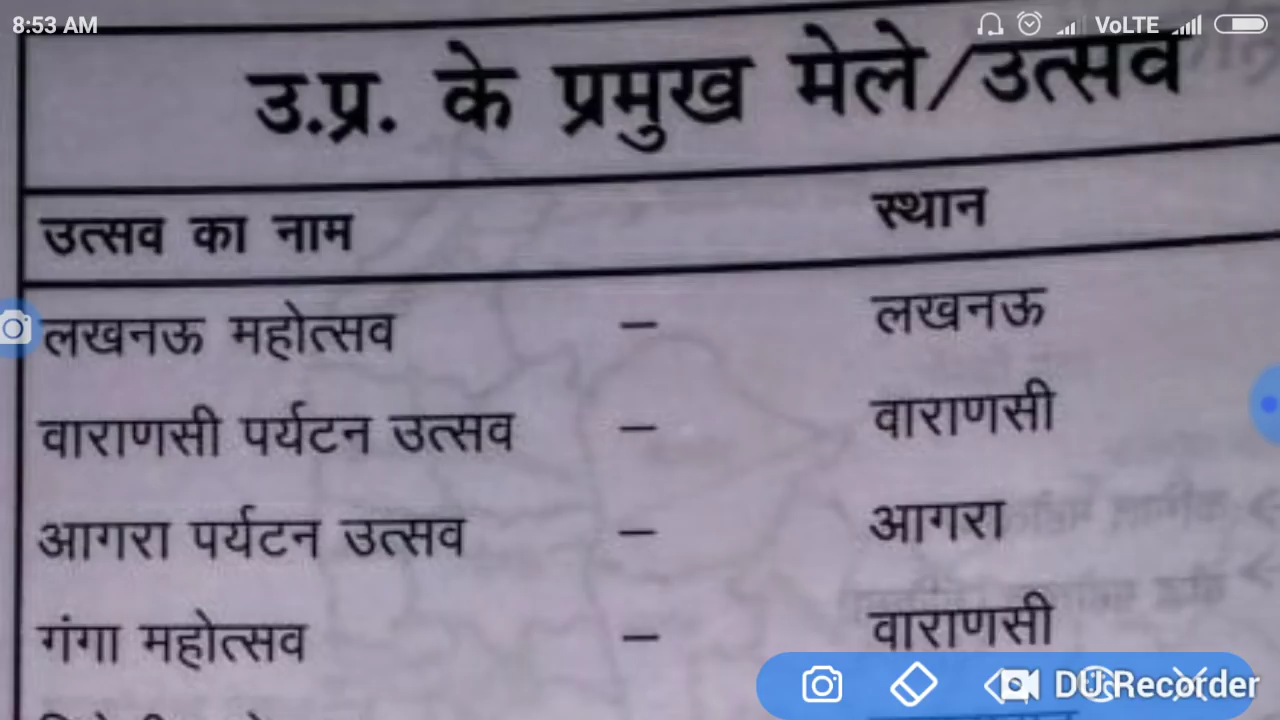 8:53 AM VoLTE
उ.प्र. के प्रमुख मेले/उत्सव
उत्सव का नाम स्थान
लखनऊ महोत्सव – लखनऊ
वाराणसी पर्यटन उत्सव – वाराणसी
आगरा पर्यटन उत्सव – आगरा
गंगा महोत्सव – वाराणसी
DU Recorder